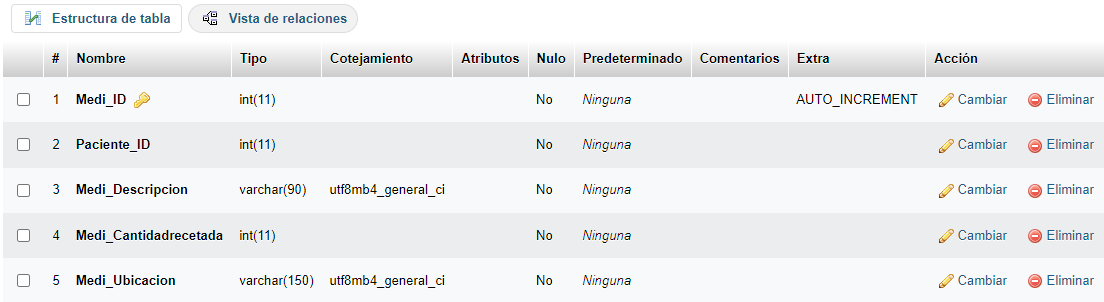 Estructura de tabla Vista de relaciones
# Nombre Tipo Cotejamiento Atributos Nulo Predeterminado Comentarios Extra Acción
1 Medi_ID int(11) No Ninguna AUTO_INCREMENT Cambiar Eliminar
2 Paciente_ID int(11) No Ninguna Cambiar Eliminar
3 Medi_Descripcion varchar(90) utf8mb4_general_ci No Ninguna Cambiar Eliminar
4 Medi_Cantidadrecetada int(11) No Ninguna Cambiar Eliminar
5 Medi_Ubicacion varchar(150) utf8mb4_general_ci No Ninguna Cambiar Eliminar